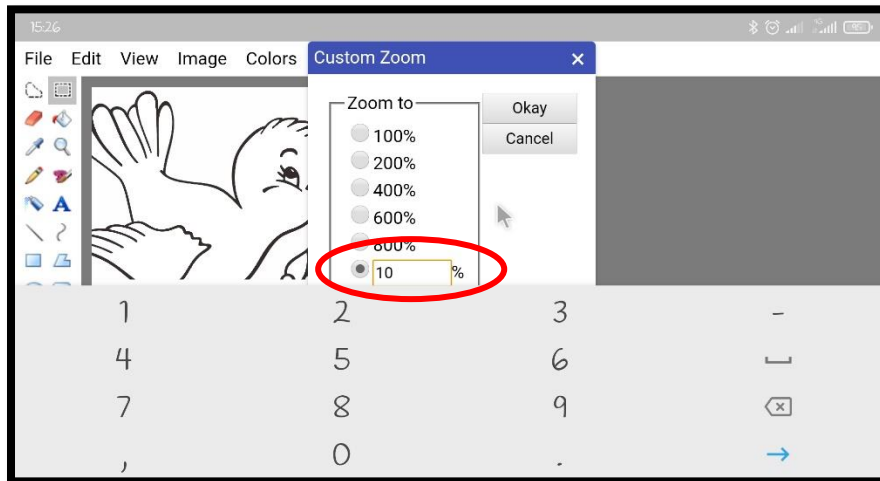 15:26
File Edit View Image Colors Custom Zoom ×
Zoom to
Okay
100%
Cancel
200%
400%
600%
800%
10 %
A
1 2 3 -
4 5 6
7 8 9
, 0 .